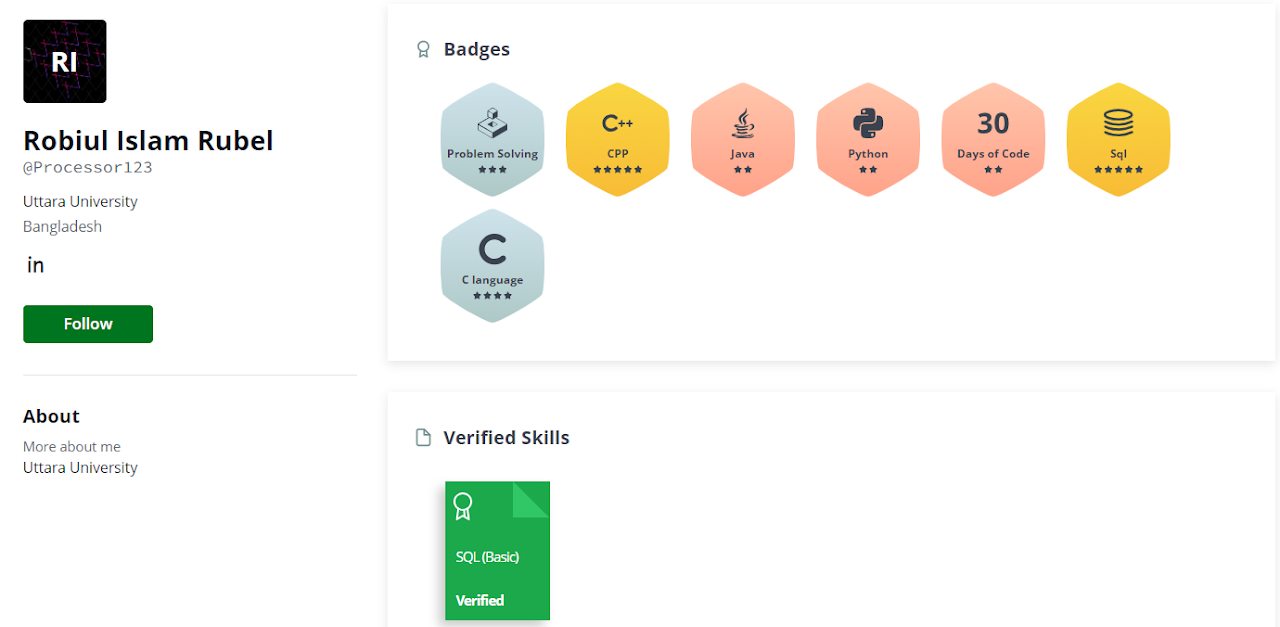 RI
Robiul Islam Rubel
@Processor123
Uttara University
Bangladesh
in
Follow
About
More about me
Uttara University
Badges
Problem Solving
C++
CPP
Java
Python
30
Days of Code
Sql
C
C language
Verified Skills
SQL (Basic)
Verified